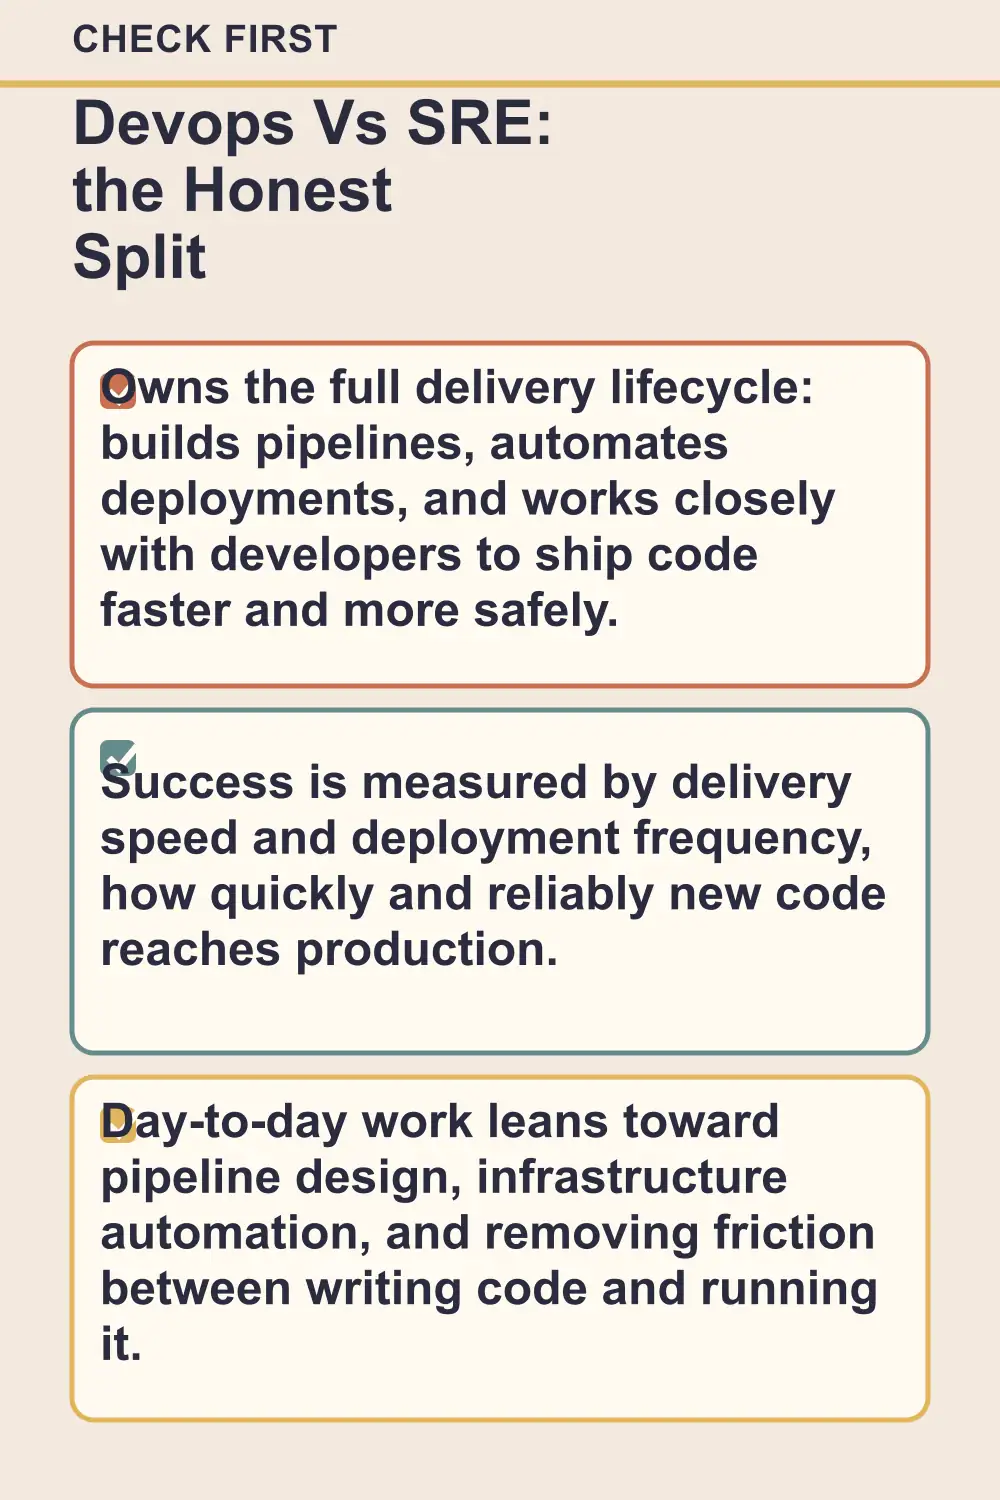 CHECK FIRST
Devops Vs SRE:
the Honest
Split
Owns the full delivery lifecycle:
builds pipelines, automates
deployments, and works closely
with developers to ship code
faster and more safely.
Success is measured by delivery
speed and deployment frequency,
how quickly and reliably new code
reaches production.
Day-to-day work leans toward
pipeline design, infrastructure
automation, and removing friction
between writing code and running
it.